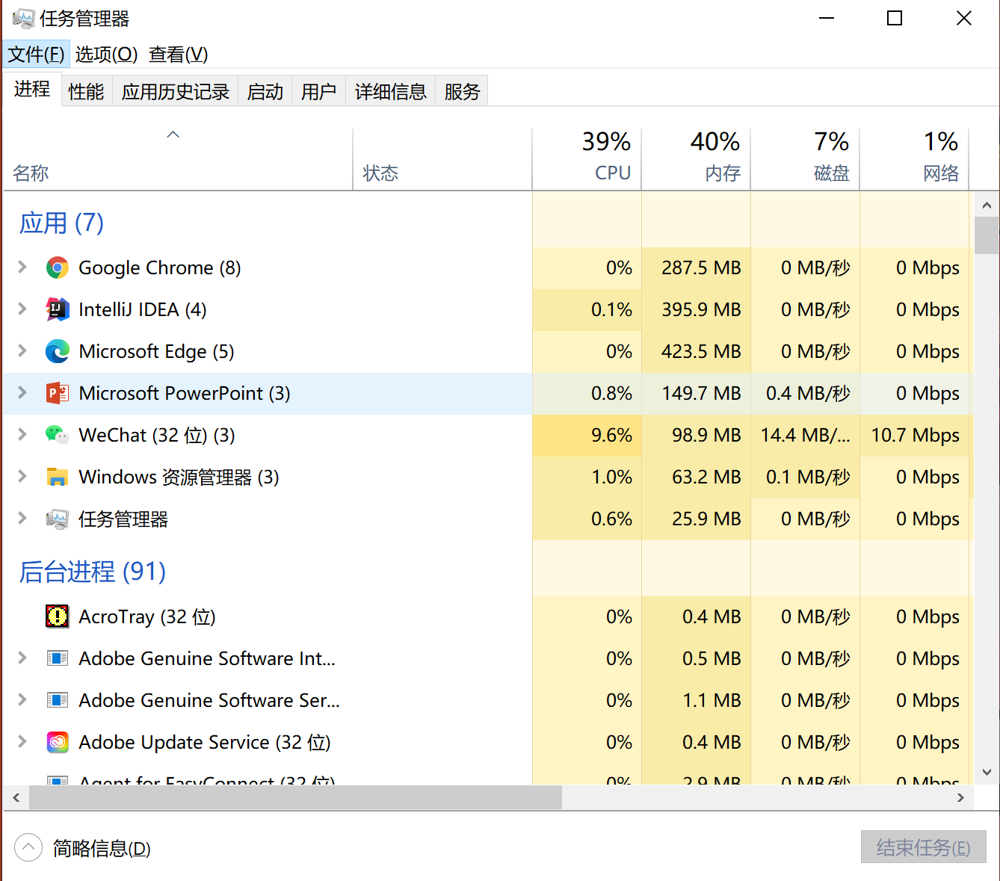 任务管理器
文件(F) 选项(O) 查看(V)
进程 性能 应用历史记录 启动 用户 详细信息 服务
39% 40% 7% 1%
名称 状态 CPU 内存 磁盘 网络
应用 (7)
Google Chrome (8) 0% 287.5 MB 0 MB/秒 0 Mbps
IntelliJ IDEA (4) 0.1% 395.9 MB 0 MB/秒 0 Mbps
Microsoft Edge (5) 0% 423.5 MB 0 MB/秒 0 Mbps
Microsoft PowerPoint (3) 0.8% 149.7 MB 0.4 MB/秒 0 Mbps
WeChat (32 位) (3) 9.6% 98.9 MB 14.4 MB/... 10.7 Mbps
Windows 资源管理器 (3) 1.0% 63.2 MB 0.1 MB/秒 0 Mbps
任务管理器 0.6% 25.9 MB 0 MB/秒 0 Mbps
后台进程 (91)
AcroTray (32 位) 0% 0.4 MB 0 MB/秒 0 Mbps
Adobe Genuine Software Int... 0% 0.5 MB 0 MB/秒 0 Mbps
Adobe Genuine Software Ser... 0% 1.1 MB 0 MB/秒 0 Mbps
Adobe Update Service (32 位) 0% 0.4 MB 0 MB/秒 0 Mbps
Agent for EasyConnect (32 位) 0% 2.9 MB 0 MB/秒 0 Mbps
简略信息(D) 结束任务(E)